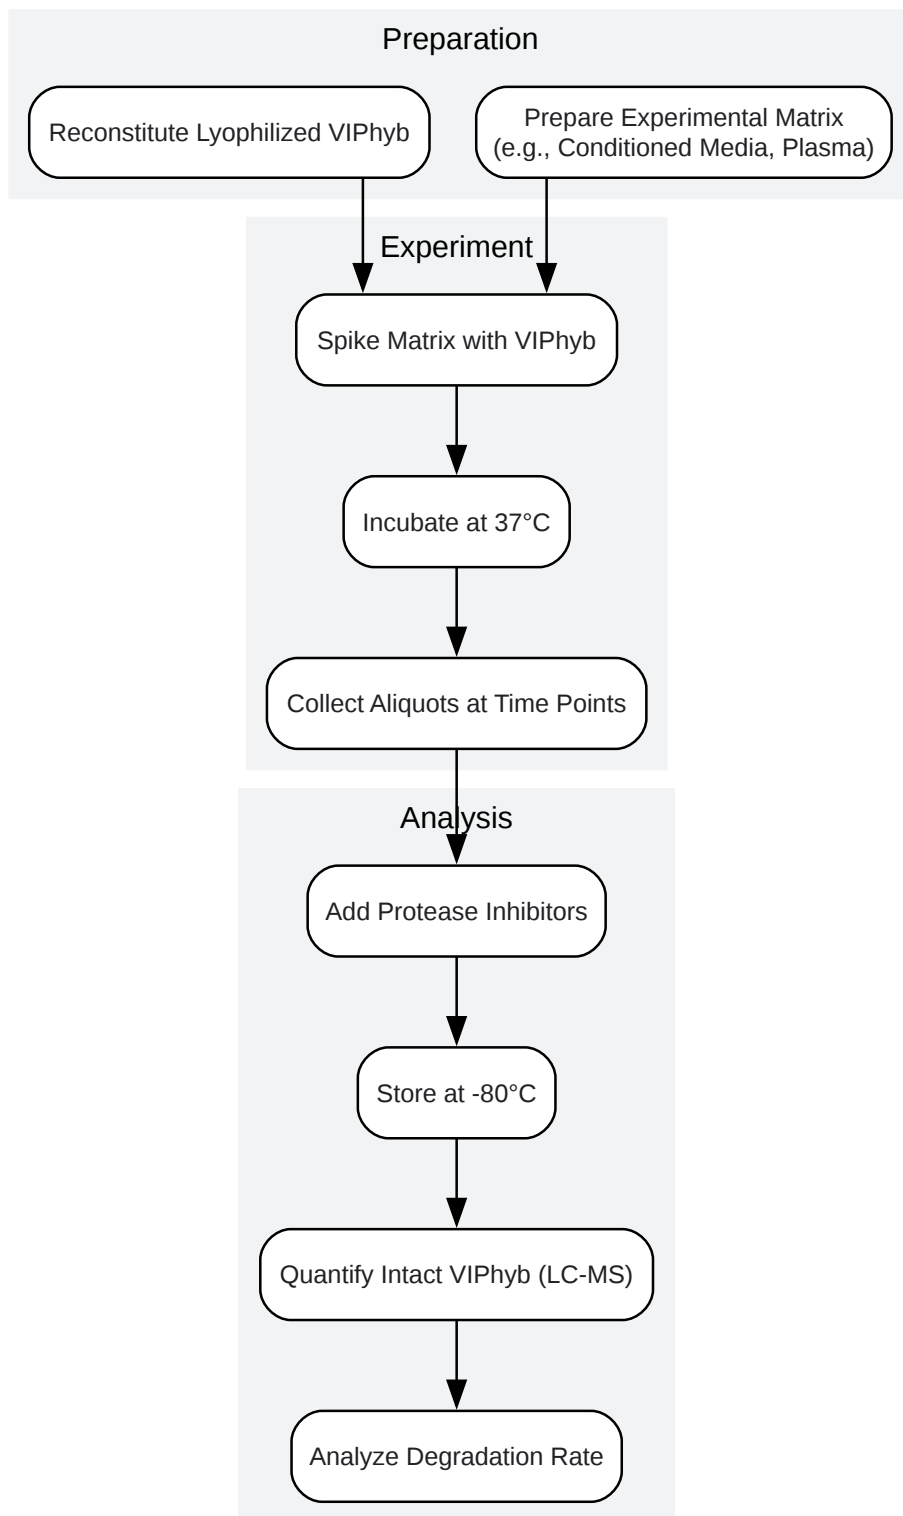 Preparation
Reconstitute Lyophilized VIPhyb
Prepare Experimental Matrix
(e.g., Conditioned Media, Plasma)
Experiment
Spike Matrix with VIPhyb
Incubate at 37°C
Collect Aliquots at Time Points
Analysis
Add Protease Inhibitors
Store at -80°C
Quantify Intact VIPhyb (LC-MS)
Analyze Degradation Rate